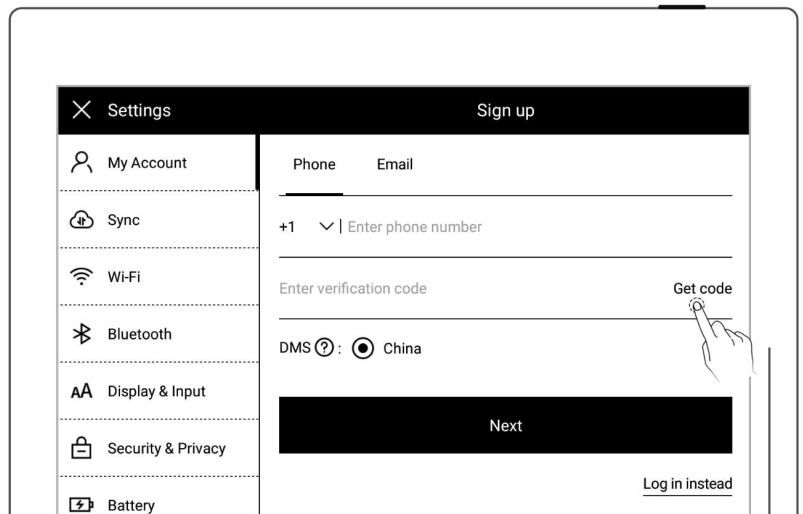 Settings
Sign up
My Account
Sync
Wi-Fi
Bluetooth
AA Display & Input
Security & Privacy
Battery
Phone Email
+1 Enter phone number
Enter verification code Get code
DMS ? : China
Next
Log in instead